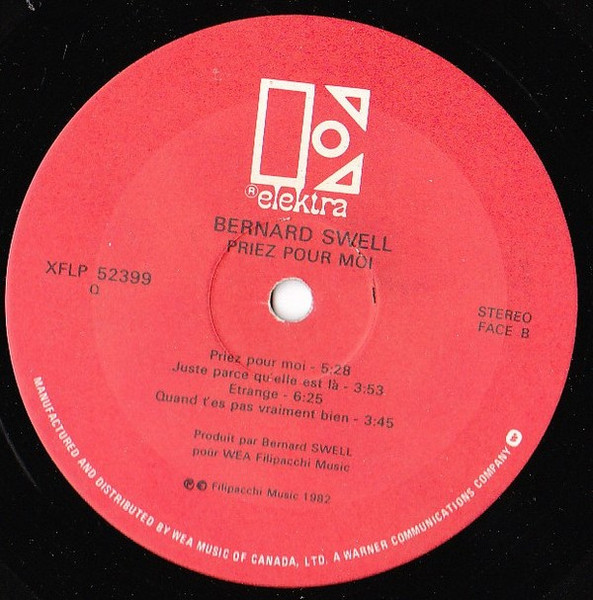 ® elektra
BERNARD SWELL
PRIEZ POUR MOI
XFLP 52399
Q
STEREO
FACE B
Priez pour moi - 5:28
Juste parce qu'elle est là - 3:53
Etrange - 6:25
Quand t'es pas vraiment bien - 3:45
Produit par Bernard SWELL
pour WEA Filipacchi Music
℗ © Filipacchi Music 1982
MANUFACTURED AND DISTRIBUTED BY WEA MUSIC OF CANADA, LTD. A WARNER COMMUNICATIONS COMPANY